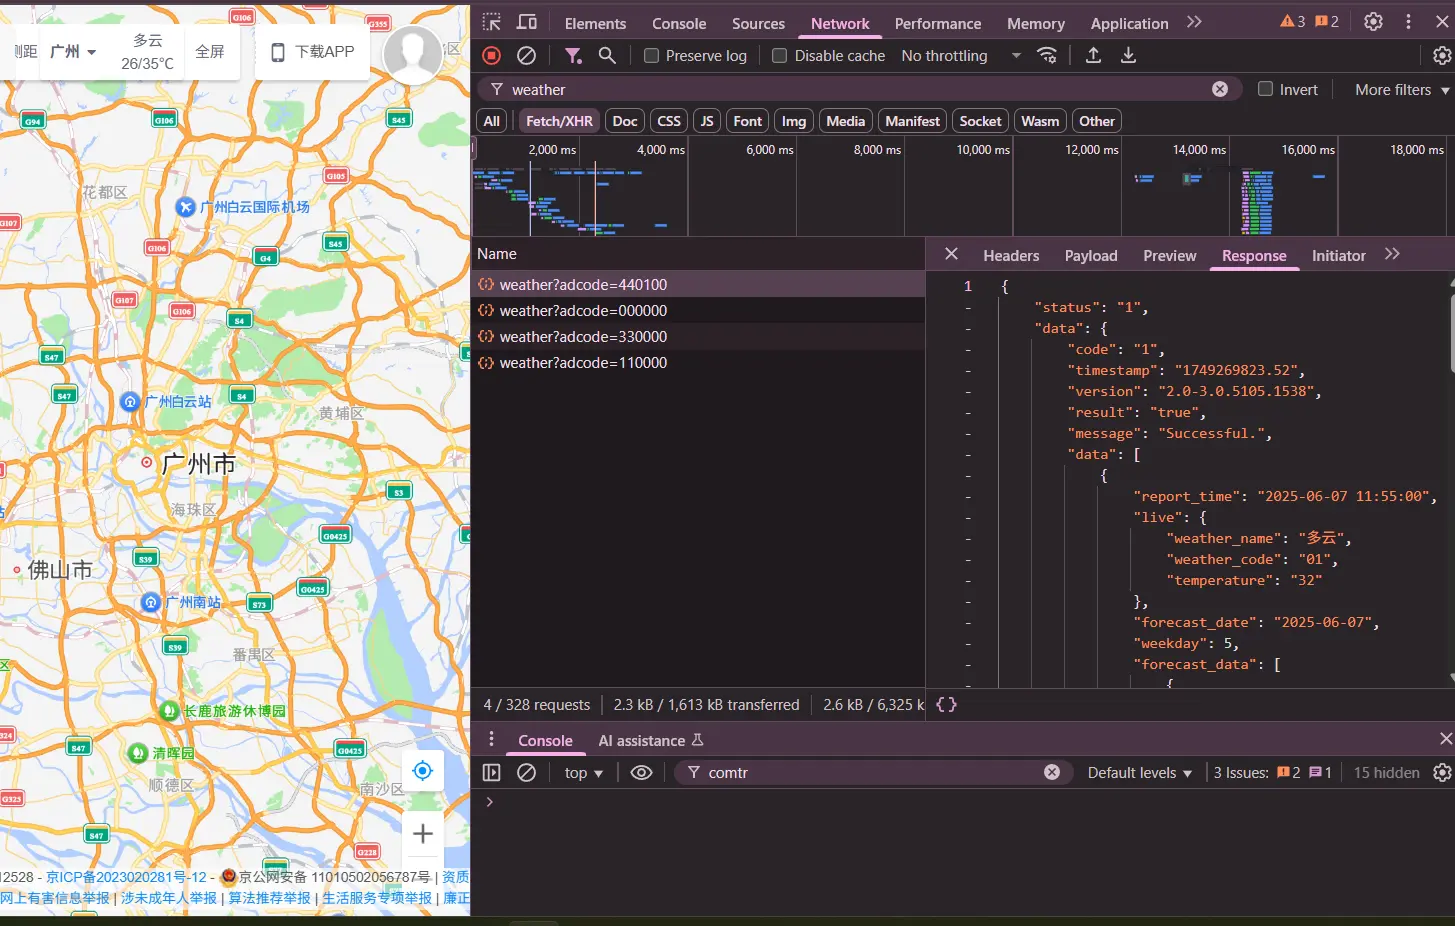 测距 广州 多云 26/35℃ 全屏 下载APP
G106
G355
G94
G106
S45
G105
花都区
广州白云国际机场
G107
G106
G4
S45
G107
G106
S4
S47
S47
S4
广州白云站
黄埔区
广州市
S3
海珠区
G0425
S39
佛山市
G0425
广州南站
S73
S39
番禺区
长鹿旅游休博园
324
S47
G0425
清晖园
顺德区
南沙区
G325
S47
G228
12528 - 京ICP备2023020281号-12 - 京公网安备 11010502056787号 | 资质
网上有害信息举报 | 涉未成年人举报 | 算法推荐举报 | 生活服务专项举报 | 廉正
Elements Console Sources Network Performance Memory Application 3 2
Preserve log Disable cache No throttling
weather Invert More filters
All Fetch/XHR Doc CSS JS Font Img Media Manifest Socket Wasm Other
2,000 ms 4,000 ms 6,000 ms 8,000 ms 10,000 ms 12,000 ms 14,000 ms 16,000 ms 18,000 ms
Name
weather?adcode=440100
weather?adcode=000000
weather?adcode=330000
weather?adcode=110000
4 / 328 requests 2.3 kB / 1,613 kB transferred 2.6 kB / 6,325 k
Headers Payload Preview Response Initiator
1 {
- "status": "1",
- "data": {
- "code": "1",
- "timestamp": "1749269823.52",
- "version": "2.0-3.0.5105.1538",
- "result": "true",
- "message": "Successful.",
- "data": [
- {
- "report_time": "2025-06-07 11:55:00",
- "live": {
- "weather_name": "多云",
- "weather_code": "01",
- "temperature": "32"
- },
- "forecast_date": "2025-06-07",
- "weekday": 5,
- "forecast_data": [
- {
{}
Console AI assistance
top comtr Default levels 3 Issues: 2 1 15 hidden